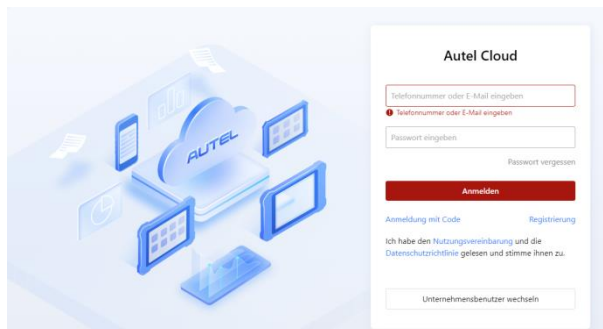 AUTEL
Autel Cloud
Telefonnummer oder E-Mail eingeben
Telefonnummer oder E-Mail eingeben
Passwort eingeben
Passwort vergessen
Anmelden
Anmeldung mit Code Registrierung
Ich habe den Nutzungsvereinbarung und die
Datenschutzrichtlinie gelesen und stimme ihnen zu.
Unternehmensbenutzer wechseln